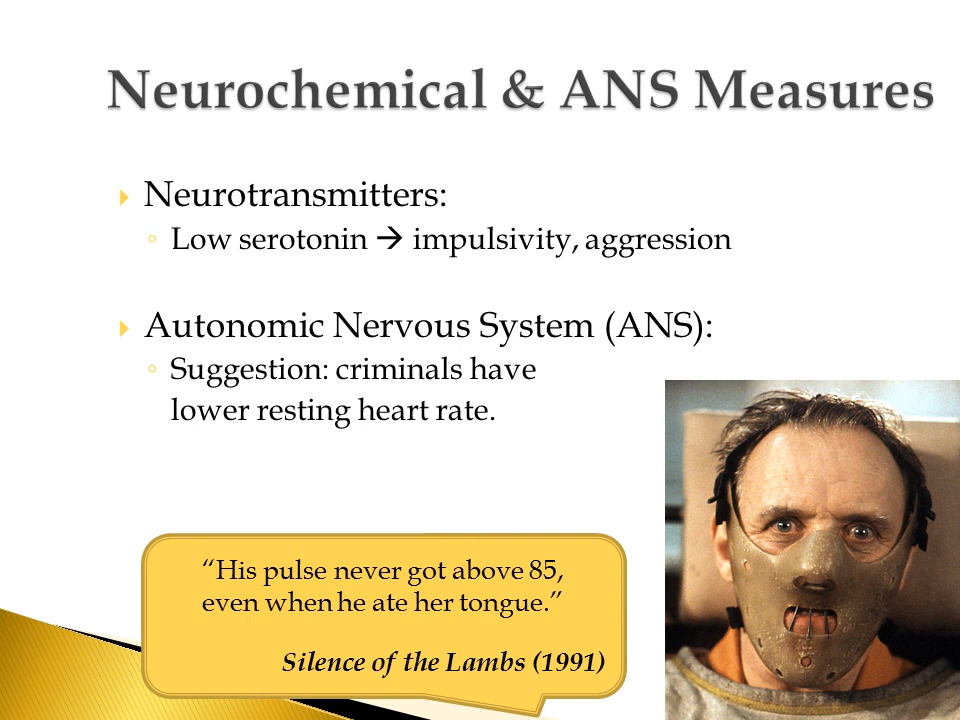 Neurochemical & ANS Measures
Neurotransmitters:
Low serotonin → impulsivity, aggression
Autonomic Nervous System (ANS):
Suggestion: criminals have
lower resting heart rate.
“His pulse never got above 85,
even when he ate her tongue.”
Silence of the Lambs (1991)